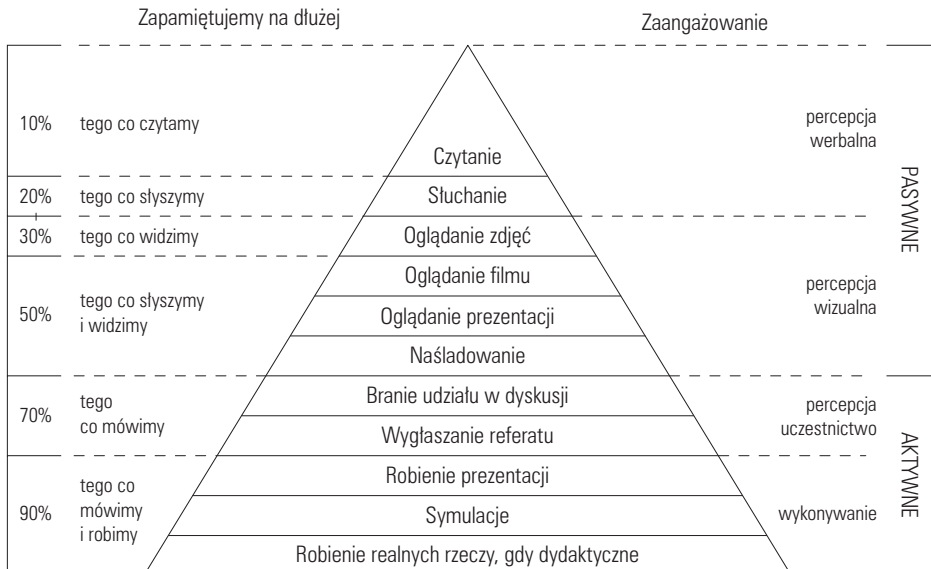 Zapamiętujemy na dłużej
Zaangażowanie
10%
tego co czytamy
Czytanie
percepcja
werbalna
20%
tego co słyszymy
Słuchanie
30%
tego co widzimy
Oglądanie zdjęć
PASYWNE
50%
tego co słyszymy
i widzimy
Oglądanie filmu
Oglądanie prezentacji
Naśladowanie
percepcja
wizualna
70%
tego
co mówimy
Branie udziału w dyskusji
Wygłaszanie referatu
percepcja
uczestnictwo
AKTYWNE
90%
tego co
mówimy
i robimy
Robienie prezentacji
Symulacje
Robienie realnych rzeczy, gdy dydaktyczne
wykonywanie